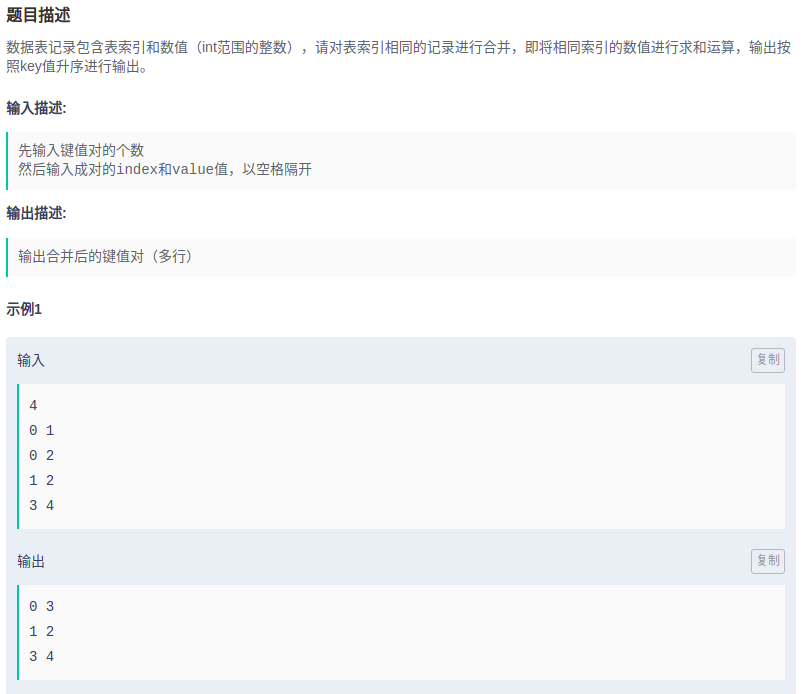 题目描述
数据表记录包含表索引和数值（int范围的整数），请对表索引相同的记录进行合并，即将相同索引的数值进行求和运算，输出按
照key值升序进行输出。
输入描述:
先输入键值对的个数
然后输入成对的index和value值，以空格隔开
输出描述:
输出合并后的键值对（多行）
示例1
输入
复制
4
0 1
0 2
1 2
3 4
输出
复制
0 3
1 2
3 4